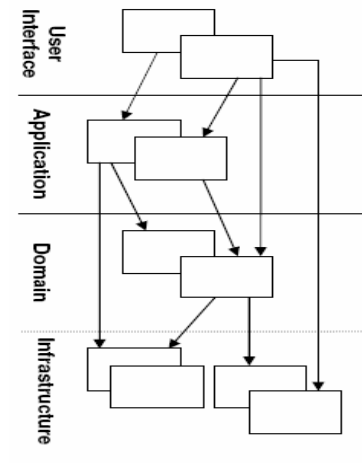 User
Interface
Application
Domain
Infrastructure